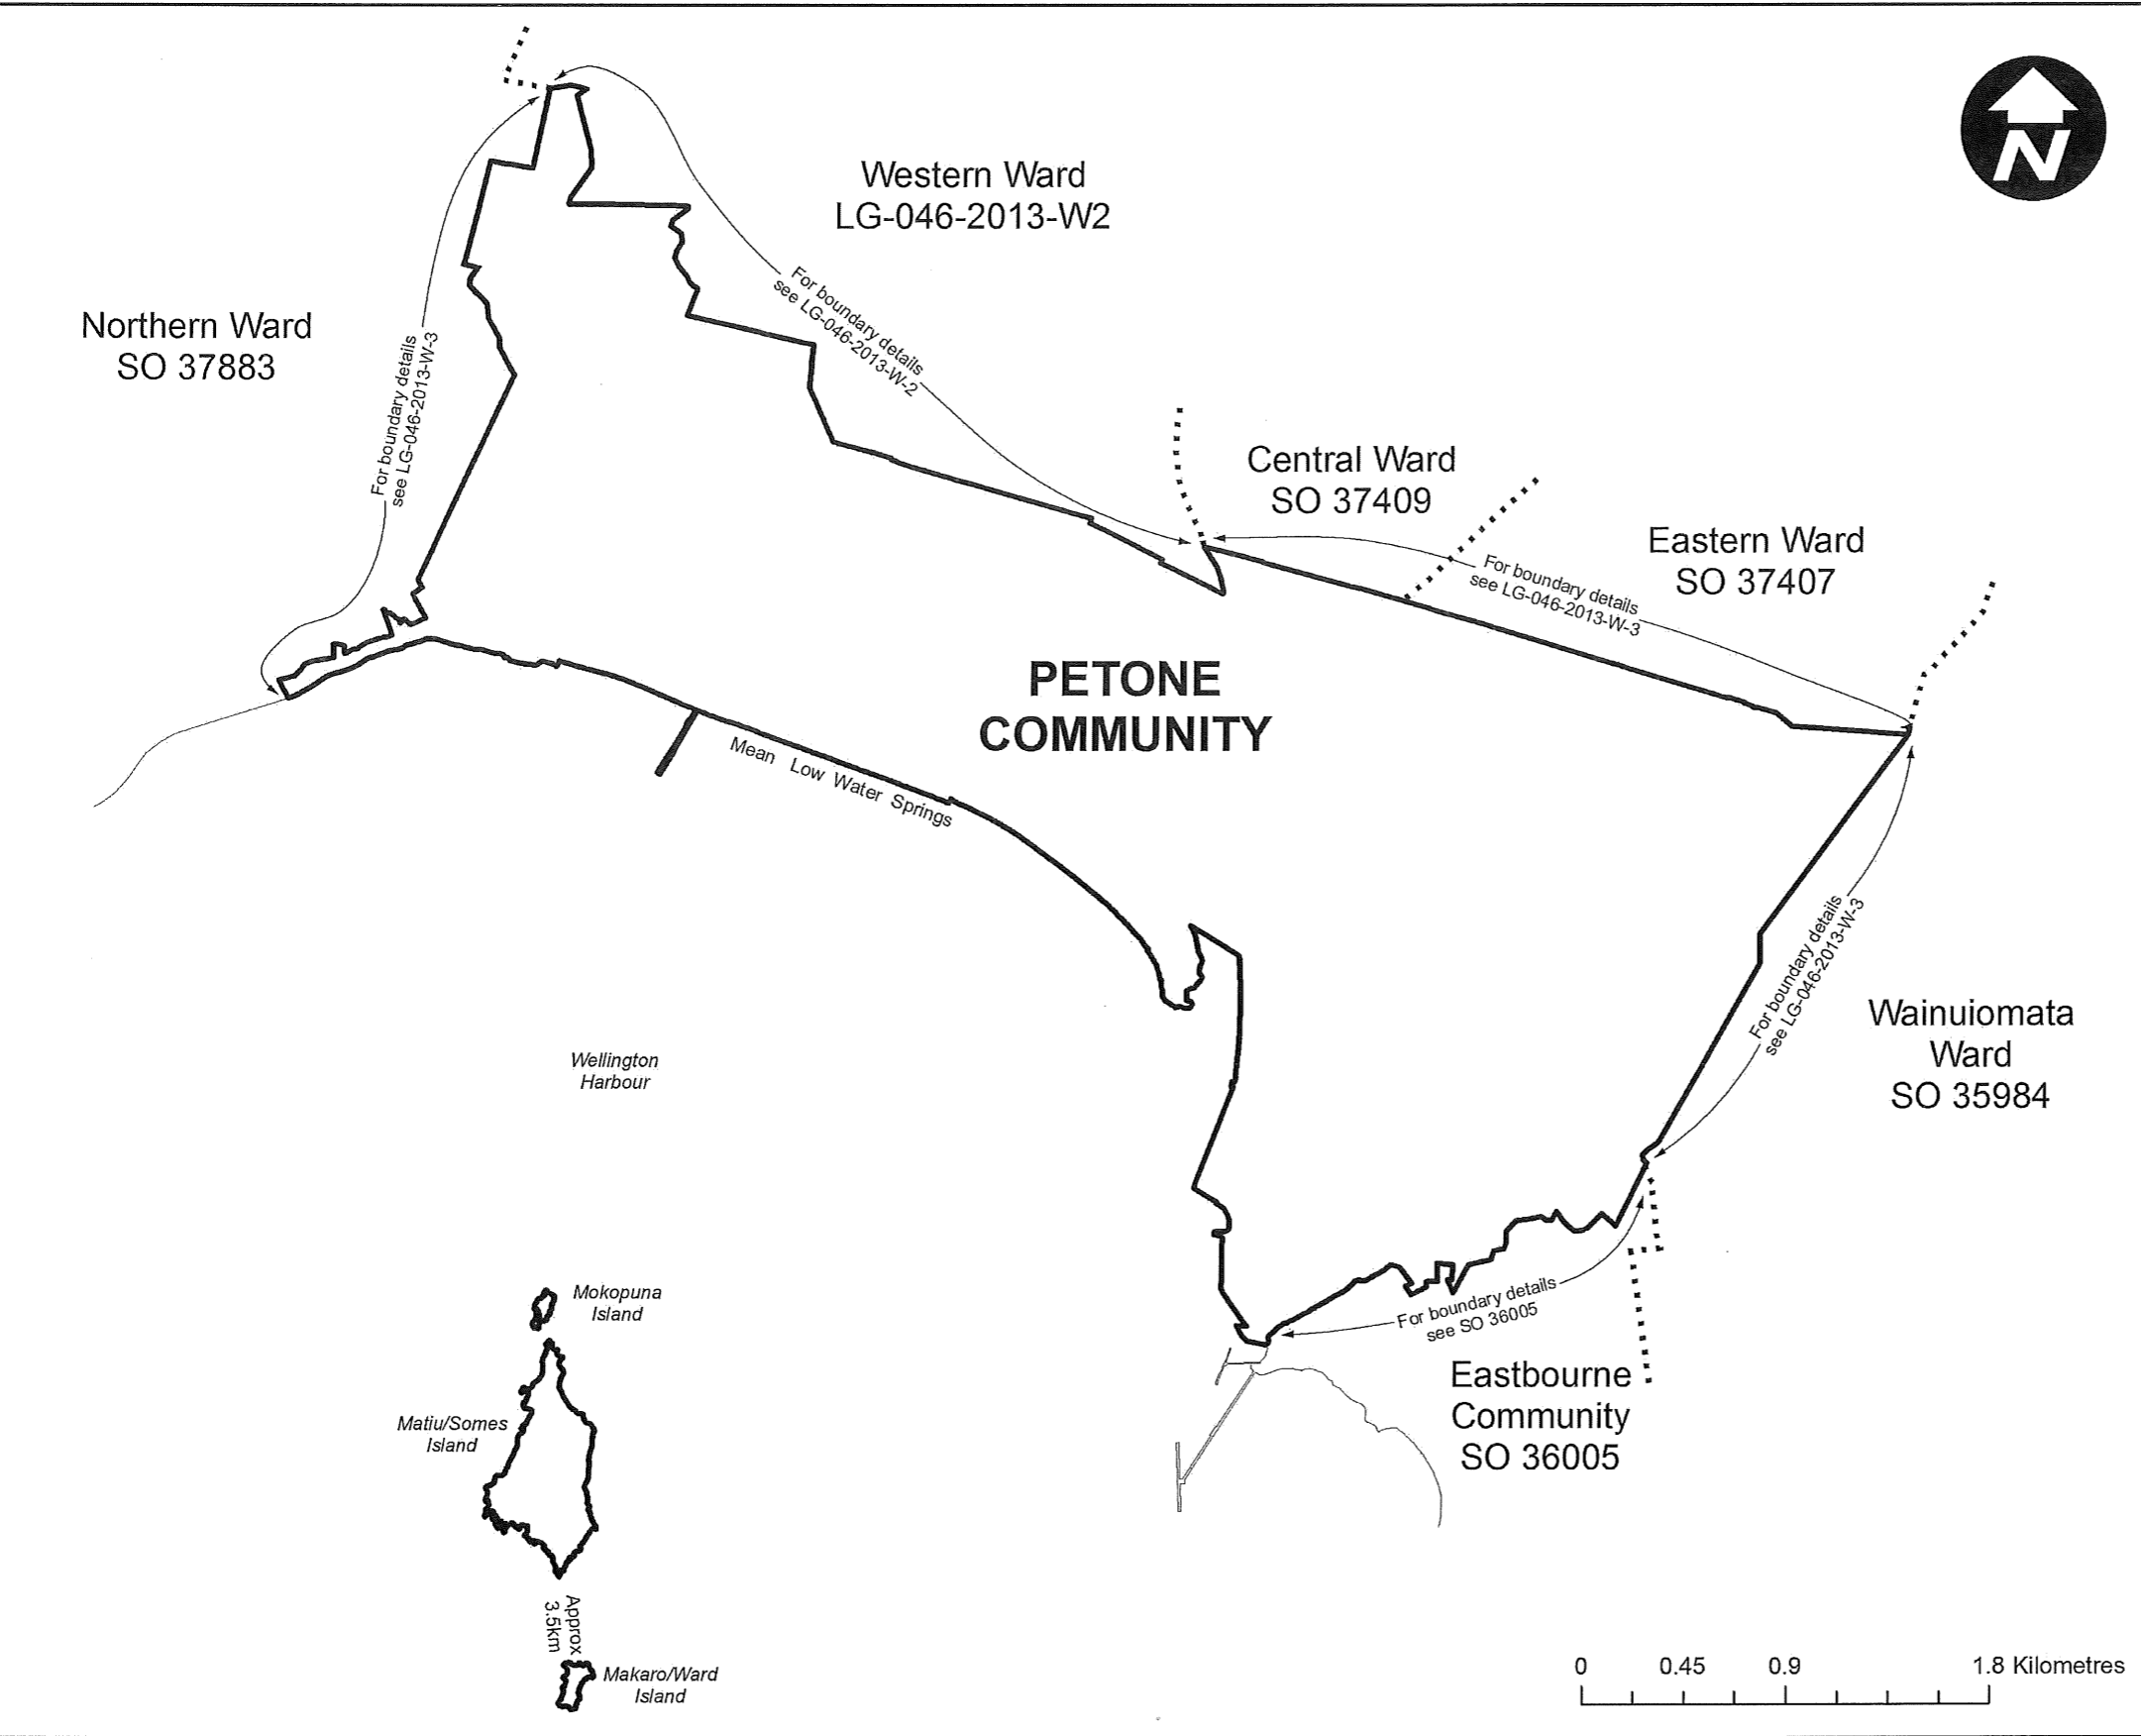 N
Western Ward
LG-046-2013-W2
Northern Ward
SO 37883
For boundary details
see LG-046-2013-W-3
For boundary details
see LG-046-2013-W-2
Central Ward
SO 37409
Eastern Ward
SO 37407
For boundary details
see LG-046-2013-W-3
PETONE
COMMUNITY
Mean Low Water Springs
For boundary details
see LG-046-2013-W-3
Wainuiomata
Ward
SO 35984
Wellington
Harbour
Mokopuna
Island
For boundary details
see SO 36005
Eastbourne
Community
SO 36005
Matiu/Somes
Island
Approx
3.5km
Makaro/Ward
Island
0 0.45 0.9 1.8 Kilometres